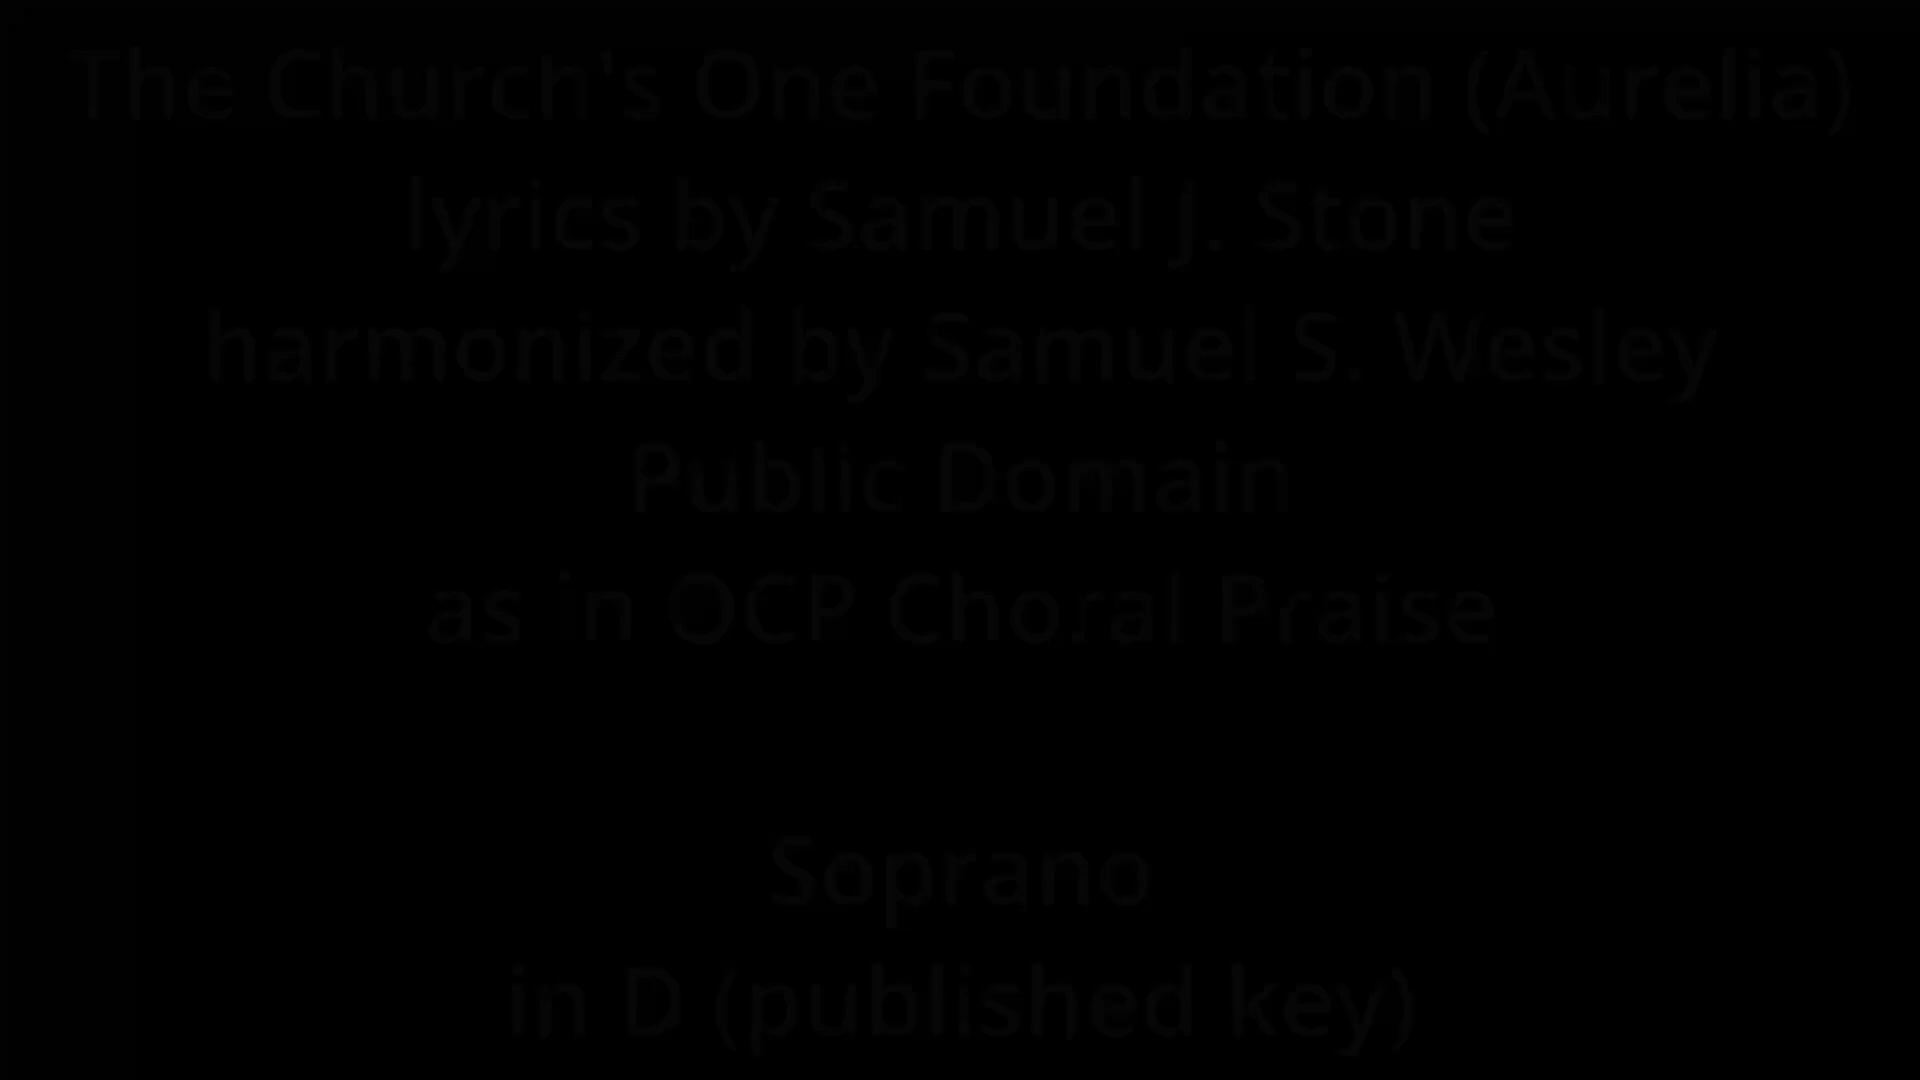 The Church's One Foundation (Aurelia)
lyrics by Samuel J. Stone
harmonized by Samuel S. Wesley
Public Domain
as in OCP Choral Praise
Soprano
in D (published key)